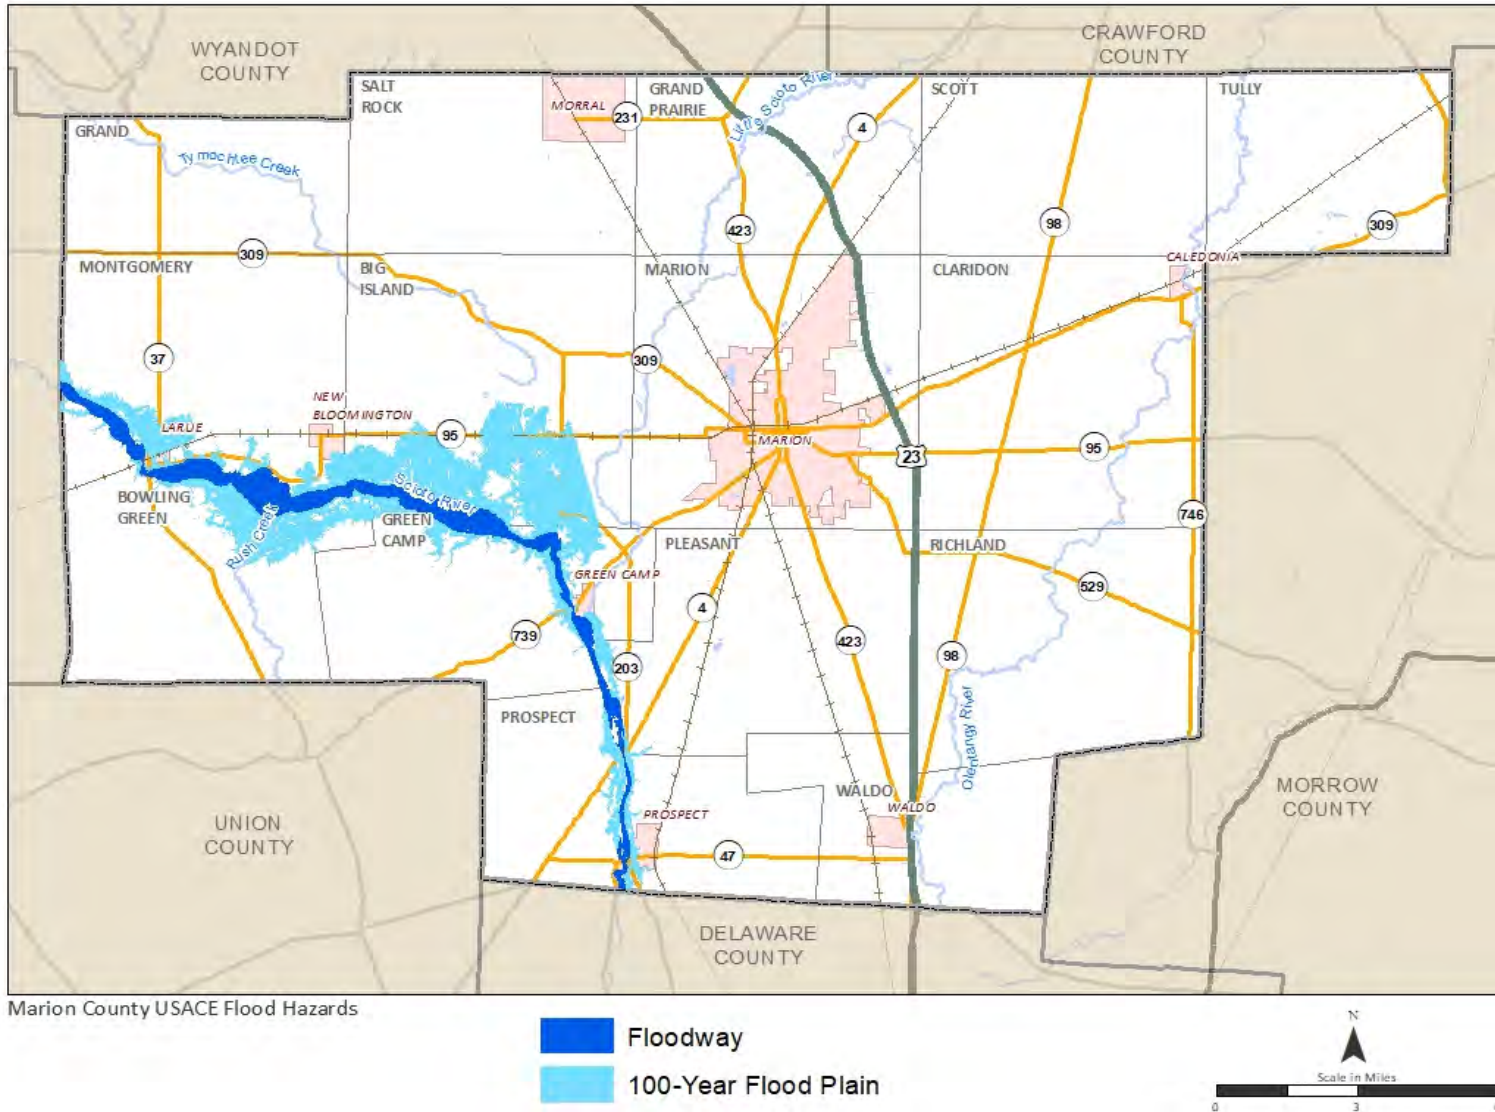 WYANDOT
COUNTY
CRAWFORD
COUNTY
SALT
ROCK
MORRAL
231
GRAND
PRAIRIE
Little Scioto River
4
SCOTT
TULLY
GRAND
Tymochtee Creek
423
98
309
309
MONTGOMERY
BIG
ISLAND
MARION
CLARIDON
CALEDONIA
37
309
NEW
BLOOMINGTON
LARUE
95
MARION
23
95
BOWLING
GREEN
Scioto River
GREEN
CAMP
Rush Creek
746
PLEASANT
RICHLAND
GREEN CAMP
529
4
739
423
98
203
PROSPECT
Olentangy River
WALDO
WALDO
PROSPECT
47
UNION
COUNTY
MORROW
COUNTY
DELAWARE
COUNTY
Marion County USACE Flood Hazards
Floodway
100-Year Flood Plain
N
Scale in Miles
0
3